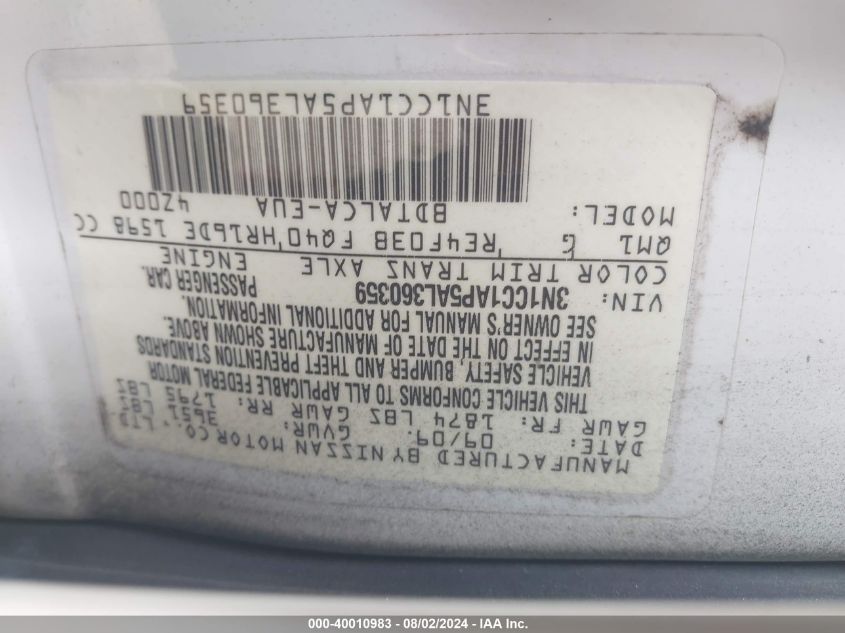 MANUFACTURED BY NISSAN MOTOR CO., LTD
DATE: 09/09 GVWR: 3651 LBS
GAWR FR: 1874 LBS GAWR RR: 1795 LBS
THIS VEHICLE CONFORMS TO ALL APPLICABLE FEDERAL MOTOR
VEHICLE SAFETY, BUMPER AND THEFT PREVENTION STANDARDS
IN EFFECT ON THE DATE OF MANUFACTURE SHOWN ABOVE.
SEE OWNER'S MANUAL FOR ADDITIONAL INFORMATION.
VIN: 3N1CC1AP5AL360359 PASSENGER CAR.
COLOR TRIM TRANS AXLE ENGINE
QM1 G RE4F03B FQ40 HR16DE 1598 CC
MODEL: BDTALCA-EUA 4Z000
3N1CC1AP5AL360359
000-40010983 - 08/02/2024 - IAA Inc.